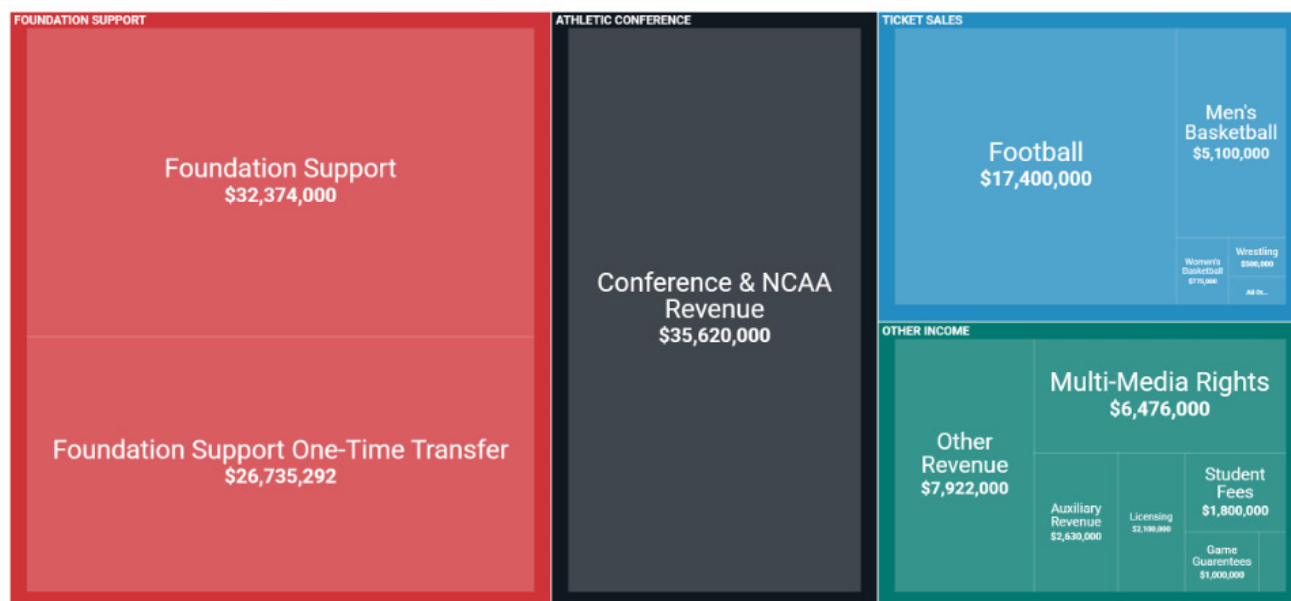 FOUNDATION SUPPORT
Foundation Support
$32,374,000
Foundation Support One-Time Transfer
$26,735,292
ATHLETIC CONFERENCE
Conference & NCAA
Revenue
$35,620,000
TICKET SALES
Football
$17,400,000
Men's
Basketball
$5,100,000
Women's
Basketball
$775,000
Wrestling
$500,000
All Ot...
OTHER INCOME
Other
Revenue
$7,922,000
Multi-Media Rights
$6,476,000
Auxiliary
Revenue
$2,630,000
Licensing
$2,100,000
Student
Fees
$1,800,000
Game
Guarentees
$1,000,000